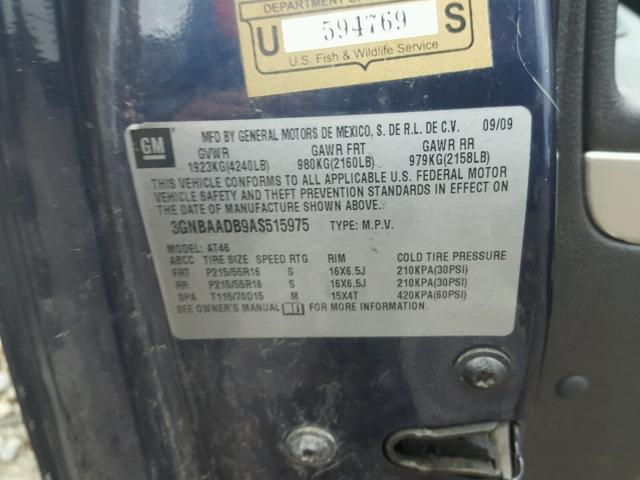 DEPARTMENT OF
U 594769 S
U.S. Fish & Wildlife Service
GM MFD BY GENERAL MOTORS DE MEXICO, S. DE R.L. DE C.V. 09/09
GVWR GAWR FRT GAWR RR
1923KG(4240LB) 980KG(2160LB) 979KG(2158LB)
THIS VEHICLE CONFORMS TO ALL APPLICABLE U.S. FEDERAL MOTOR
VEHICLE SAFETY AND THEFT PREVENTION STANDARDS IN EFFECT ON
THE DATE OF MANUFACTURE SHOWN ABOVE.
3GNBAADB9AS515975 TYPE: M.P.V.
MODEL: AT46
ABCC TIRE SIZE SPEED RTG RIM COLD TIRE PRESSURE
FRT P215/55R16 S 16X6.5J 210KPA(30PSI)
RR P215/55R16 S 16X6.5J 210KPA(30PSI)
SPA T115/70D15 M 15X4T 420KPA(60PSI)
SEE OWNER'S MANUAL FOR MORE INFORMATION.